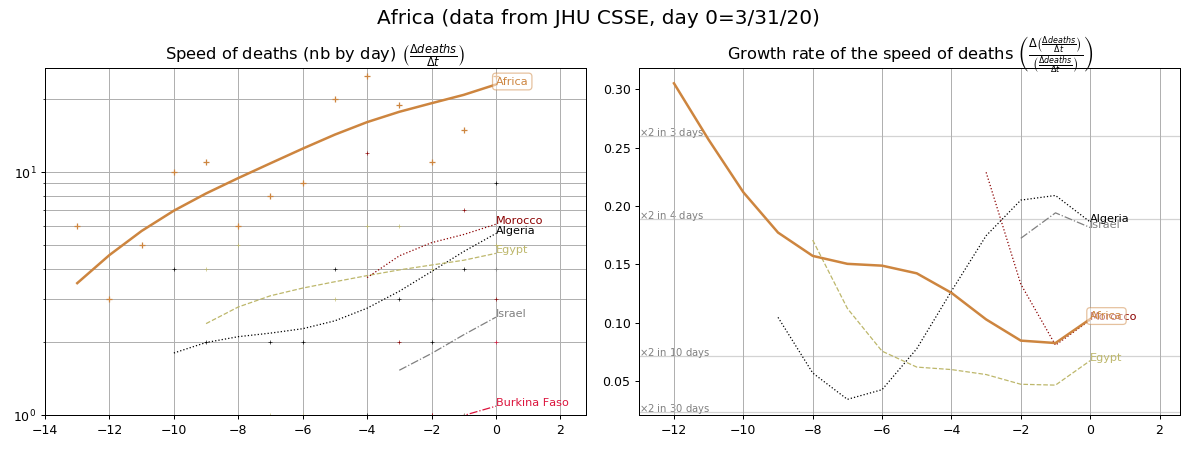 Africa (data from JHU CSSE, day 0=3/31/20)
Speed of deaths (nb by day) (Δdeaths/Δt)
Africa
Morocco
Algeria
Egypt
Israel
Burkina Faso
10¹
10⁰
−14 −12 −10 −8 −6 −4 −2 0 2
Growth rate of the speed of deaths (Δ(Δdeaths/Δt)/(Δdeaths/Δt))
0.30
0.25
0.20
0.15
0.10
0.05
×2 in 3 days
×2 in 4 days
×2 in 10 days
×2 in 30 days
Algeria
Israel
Africa
Morocco
Egypt
−12 −10 −8 −6 −4 −2 0 2